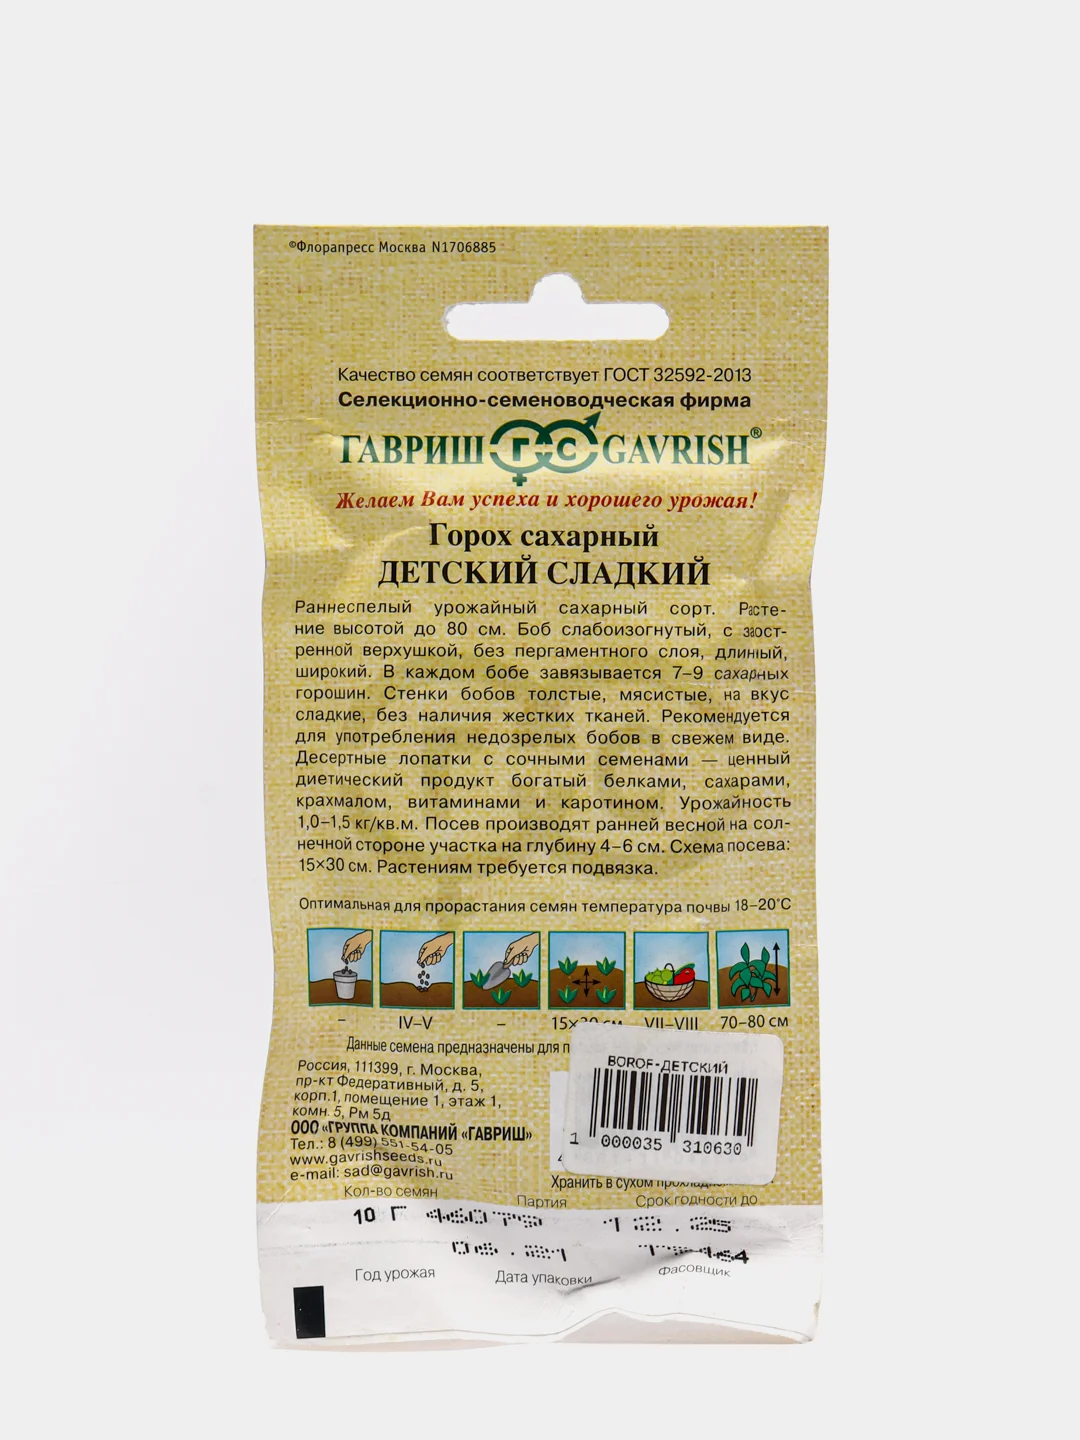 ©Флорапресс Москва N1706885
Качество семян соответствует ГОСТ 32592-2013
Селекционно-семеноводческая фирма
ГАВРИШ ГС GAVRISH®
Желаем Вам успеха и хорошего урожая!
Горох сахарный
ДЕТСКИЙ СЛАДКИЙ
Раннеспелый урожайный сахарный сорт. Расте-
ние высотой до 80 см. Боб слабоизогнутый, с заост-
ренной верхушкой, без пергаментного слоя, длинный,
широкий. В каждом бобе завязывается 7–9 сахарных
горошин. Стенки бобов толстые, мясистые, на вкус
сладкие, без наличия жестких тканей. Рекомендуется
для употребления недозрелых бобов в свежем виде.
Десертные лопатки с сочными семенами — ценный
диетический продукт богатый белками, сахарами,
крахмалом, витаминами и каротином. Урожайность
1,0–1,5 кг/кв.м. Посев производят ранней весной на сол-
нечной стороне участка на глубину 4–6 см. Схема посева:
15×30 см. Растениям требуется подвязка.
Оптимальная для прорастания семян температура почвы 18–20°С
– IV–V – 15×30 см VII–VIII 70–80 см
Данные семена предназначены для
Россия, 111399, г. Москва,
пр-кт Федеративный, д. 5,
корп.1, помещение 1, этаж 1,
комн. 5, Рм 5д
ООО «ГРУППА КОМПАНИЙ «ГАВРИШ»
Тел.: 8 (499) 551-54-05
www.gavrishseeds.ru
e-mail: sad@gavrish.ru
BOROF-ДЕТСКИЙ
1 000035 310630
Хранить в сухом
Кол-во семян Партия Срок годности до
10 Г 12.25
Год урожая Дата упаковки Фасовщик